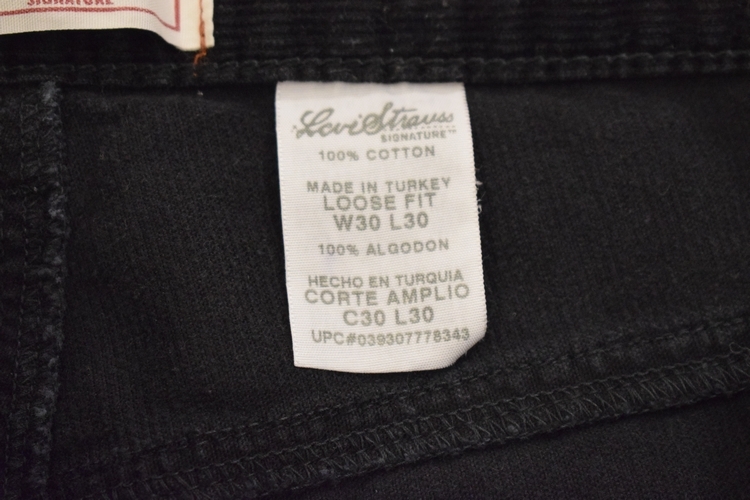 SIGNATURE
Levi Strauss
SIGNATURE™
100% COTTON
MADE IN TURKEY
LOOSE FIT
W30 L30
100% ALGODON
HECHO EN TURQUIA
CORTE AMPLIO
C30 L30
UPC#039307778343